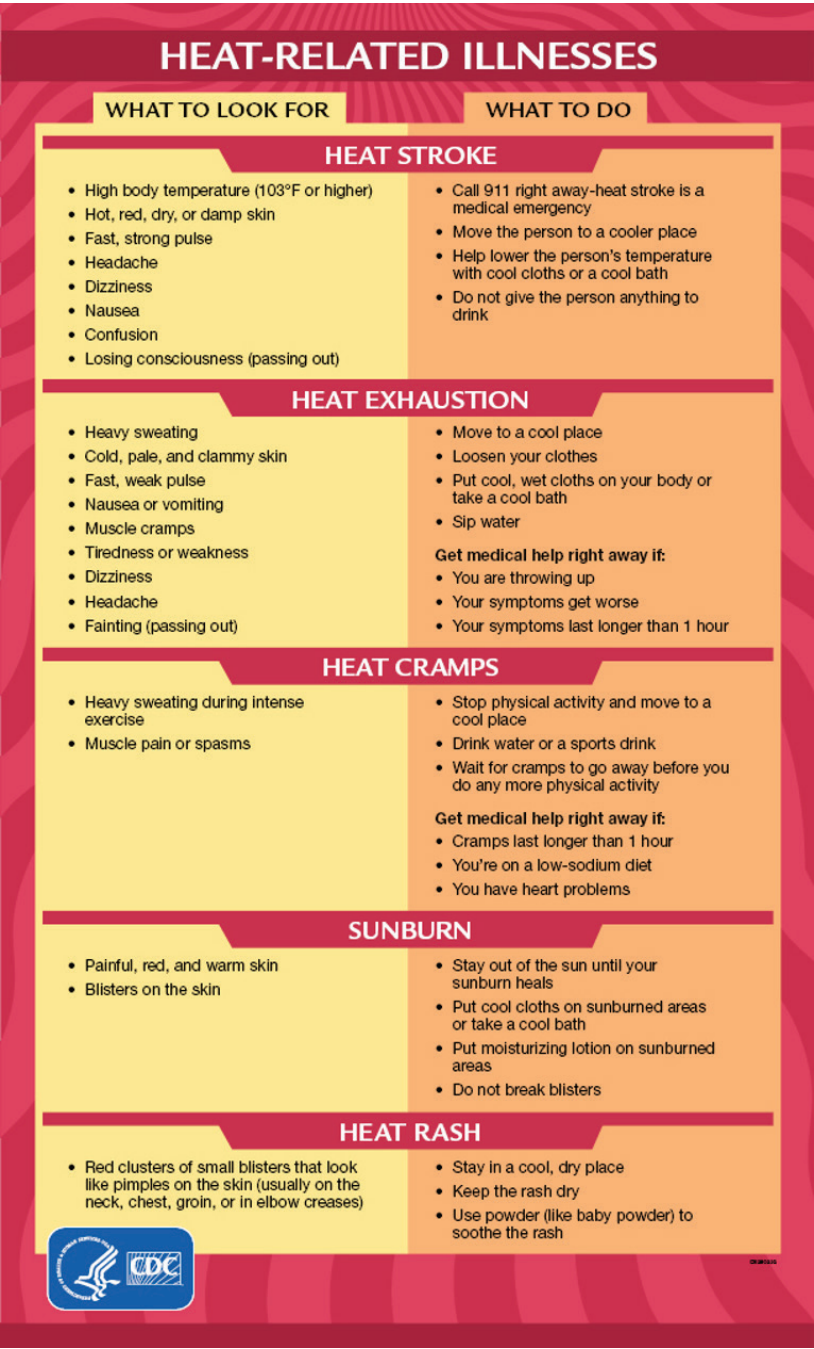 HEAT-RELATED ILLNESSES
WHAT TO LOOK FOR
WHAT TO DO
HEAT STROKE
• High body temperature (103°F or higher)
• Hot, red, dry, or damp skin
• Fast, strong pulse
• Headache
• Dizziness
• Nausea
• Confusion
• Losing consciousness (passing out)
• Call 911 right away-heat stroke is a
medical emergency
• Move the person to a cooler place
• Help lower the person's temperature
with cool cloths or a cool bath
• Do not give the person anything to
drink
HEAT EXHAUSTION
• Heavy sweating
• Cold, pale, and clammy skin
• Fast, weak pulse
• Nausea or vomiting
• Muscle cramps
• Tiredness or weakness
• Dizziness
• Headache
• Fainting (passing out)
• Move to a cool place
• Loosen your clothes
• Put cool, wet cloths on your body or
take a cool bath
• Sip water
Get medical help right away if:
• You are throwing up
• Your symptoms get worse
• Your symptoms last longer than 1 hour
HEAT CRAMPS
• Heavy sweating during intense
exercise
• Muscle pain or spasms
• Stop physical activity and move to a
cool place
• Drink water or a sports drink
• Wait for cramps to go away before you
do any more physical activity
Get medical help right away if:
• Cramps last longer than 1 hour
• You're on a low-sodium diet
• You have heart problems
SUNBURN
• Painful, red, and warm skin
• Blisters on the skin
• Stay out of the sun until your
sunburn heals
• Put cool cloths on sunburned areas
or take a cool bath
• Put moisturizing lotion on sunburned
areas
• Do not break blisters
HEAT RASH
• Red clusters of small blisters that look
like pimples on the skin (usually on the
neck, chest, groin, or in elbow creases)
• Stay in a cool, dry place
• Keep the rash dry
• Use powder (like baby powder) to
soothe the rash
CDC